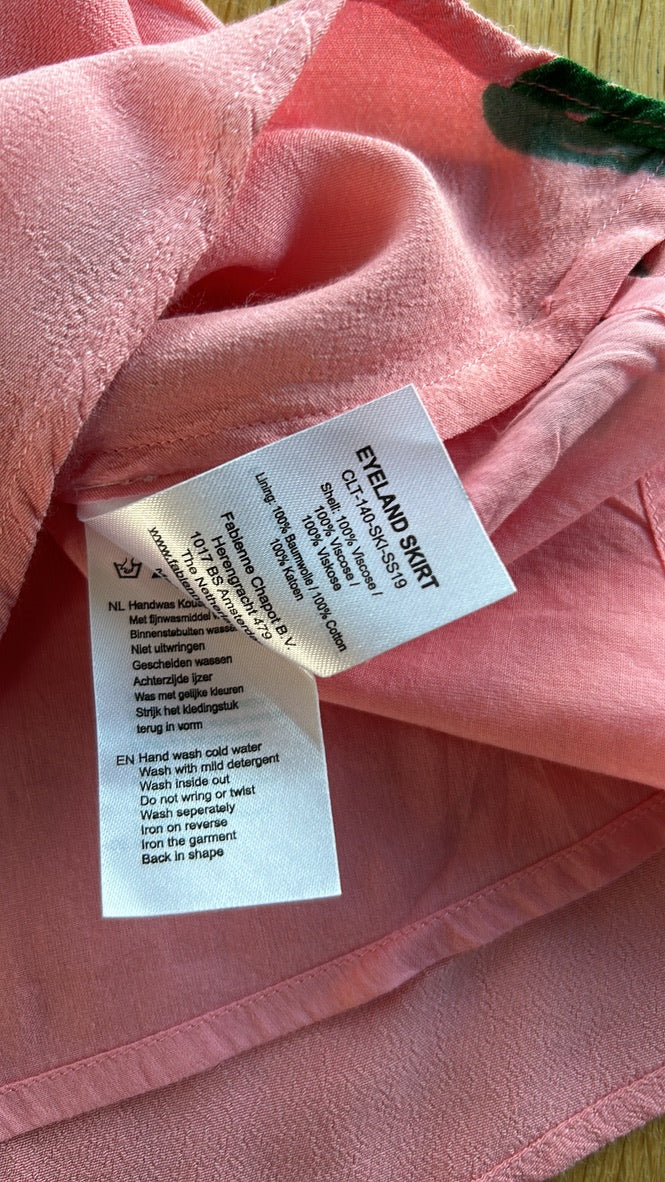 EYELAND SKIRT
CLT-140-SKI-SS19
Shell: 100% Viscose /
100% Viscose /
100% Viskose
Lining: 100% Baumwolle / 100% Cotton
100% Katoen
Fabienne Chapot B.V.
Herengracht 479
1017 BS Amsterdam
The Netherlands
NL Handwas
Met fijnwasmiddel
Binnenstebuiten
Niet uitwringen
Gescheiden wassen
Achterzijde ijzer
Was met gelijke kleuren
Strijk het kledingstuk
terug in vorm
EN Hand wash cold water
Wash with mild detergent
Wash inside out
Do not wring or twist
Wash seperately
Iron on reverse
Iron the garment
Back in shape